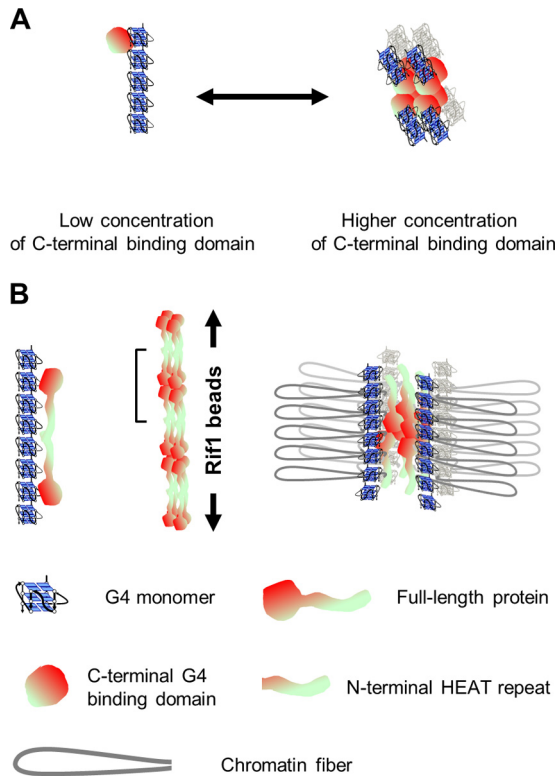 A
Low concentration
of C-terminal binding domain
Higher concentration
of C-terminal binding domain
B
Rif1 beads
G4 monomer
Full-length protein
C-terminal G4
binding domain
N-terminal HEAT repeat
Chromatin fiber